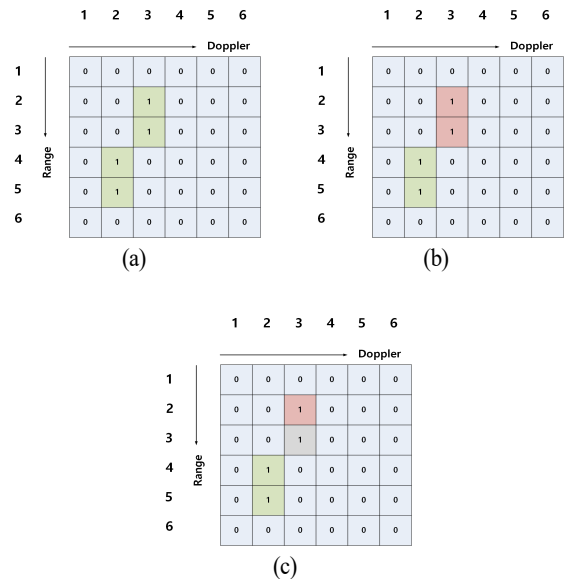 1 2 3 4 5 6
Doppler
Range
1 0 0 0 0 0 0
2 0 0 1 0 0 0
3 0 0 1 0 0 0
4 0 1 0 0 0 0
5 0 1 0 0 0 0
6 0 0 0 0 0 0
(a)
1 2 3 4 5 6
Doppler
Range
1 0 0 0 0 0 0
2 0 0 1 0 0 0
3 0 0 1 0 0 0
4 0 1 0 0 0 0
5 0 1 0 0 0 0
6 0 0 0 0 0 0
(b)
1 2 3 4 5 6
Doppler
Range
1 0 0 0 0 0 0
2 0 0 1 0 0 0
3 0 0 1 0 0 0
4 0 1 0 0 0 0
5 0 1 0 0 0 0
6 0 0 0 0 0 0
(c)